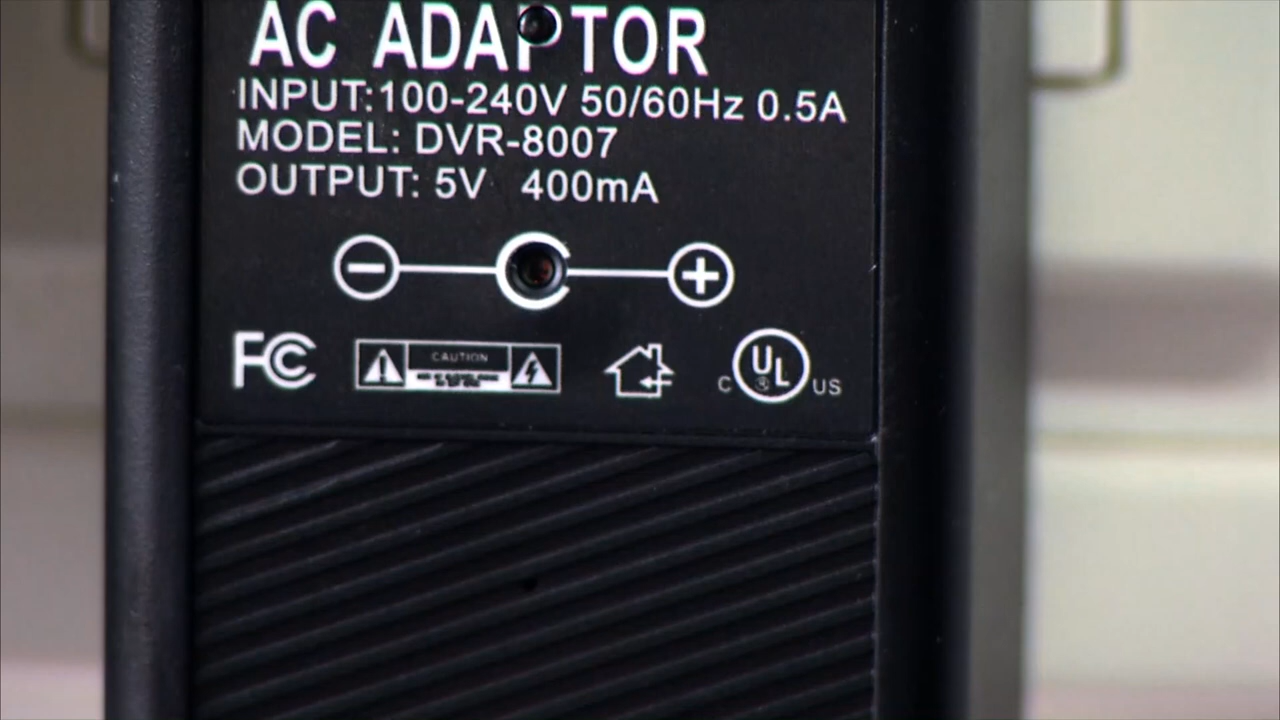 AC ADAPTOR
INPUT:100-240V 50/60Hz 0.5A
MODEL: DVR-8007
OUTPUT: 5V 400mA
FC
CAUTION
C UL ® US